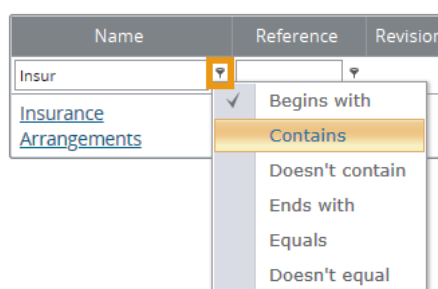 Name Reference Revision
Insur
Insurance
Arrangements
Begins with
Contains
Doesn't contain
Ends with
Equals
Doesn't equal